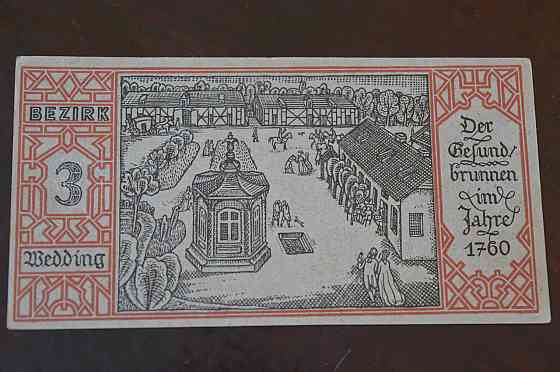 BEZIRK
3
Wedding
Der
Gesund/
brunnen
im
Jahre
1760